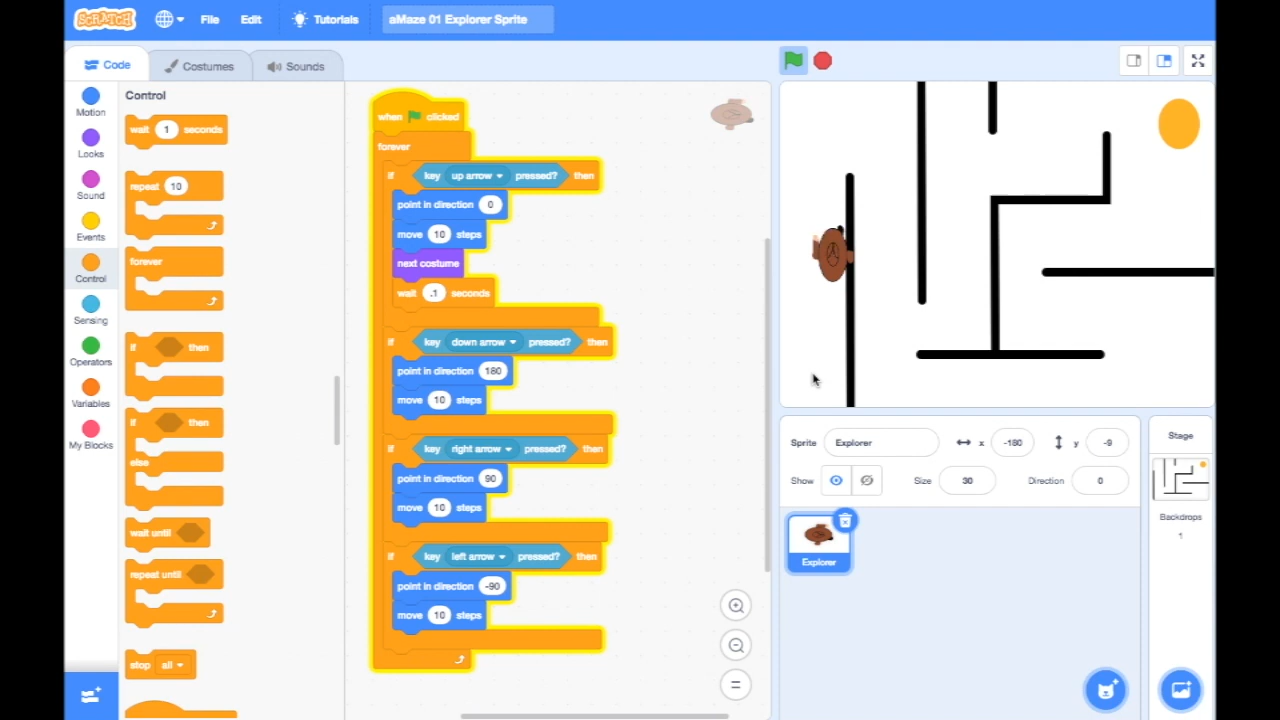 SCRATCH File Edit Tutorials aMaze 01 Explorer Sprite
Code Costumes Sounds
Motion
Looks
Sound
Events
Control
Sensing
Operators
Variables
My Blocks
Control
wait 1 seconds
repeat 10
forever
if then
if then
else
wait until
repeat until
stop all
when clicked
forever
if key up arrow pressed? then
point in direction 0
move 10 steps
next costume
wait .1 seconds
if key down arrow pressed? then
point in direction 180
move 10 steps
if key right arrow pressed? then
point in direction 90
move 10 steps
if key left arrow pressed? then
point in direction -90
move 10 steps
Sprite Explorer x -180 y -9
Show Size 30 Direction 0
Explorer
Stage
Backdrops
1